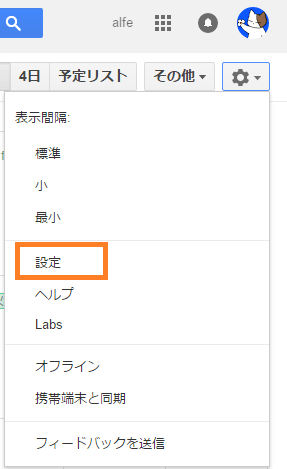 alfe
4日 予定リスト その他
表示間隔:
標準
小
最小
設定
ヘルプ
Labs
オフライン
携帯端末と同期
フィードバックを送信